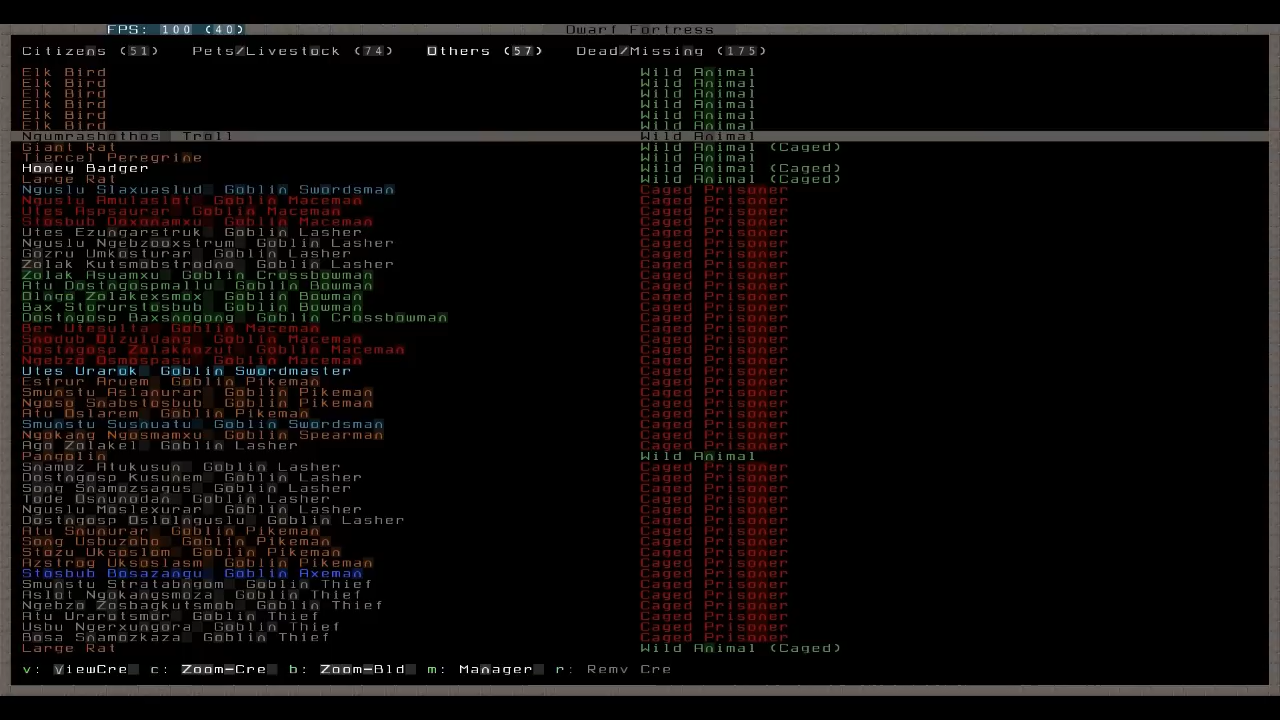 FPS: 100 (40) Dwarf Fortress
Citizens (51) Pets/Livestock (74) Others (57) Dead/Missing (175)
Elk Bird Wild Animal
Elk Bird Wild Animal
Elk Bird Wild Animal
Elk Bird Wild Animal
Elk Bird Wild Animal
Elk Bird Wild Animal
Ngumrashothos Troll Wild Animal
Giant Rat Wild Animal (Caged)
Tiercel Peregrine Wild Animal
Honey Badger Wild Animal (Caged)
Large Rat Wild Animal (Caged)
Nguslu Slaxuaslud Goblin Swordsman Caged Prisoner
Nguslu Amulaslot Goblin Maceman Caged Prisoner
Utes Aspsaurar Goblin Maceman Caged Prisoner
Stosbub Doxonamxu Goblin Maceman Caged Prisoner
Utes Ezungarstruk Goblin Lasher Caged Prisoner
Nguslu Ngebzooxstrum Goblin Lasher Caged Prisoner
Gozru Umkosturar Goblin Lasher Caged Prisoner
Zolak Kutsmobstrodno Goblin Lasher Caged Prisoner
Zolak Asuamxu Goblin Crossbowman Caged Prisoner
Atu Dostngospmallu Goblin Bowman Caged Prisoner
Olngo Zolakexsmox Goblin Bowman Caged Prisoner
Bax Storurstosbub Goblin Bowman Caged Prisoner
Dostngosp Baxsnogong Goblin Crossbowman Caged Prisoner
Ber Utesulta Goblin Maceman Caged Prisoner
Snodub Olzuldang Goblin Maceman Caged Prisoner
Dostngosp Zolaknozut Goblin Maceman Caged Prisoner
Ngebzo Osmospasu Goblin Maceman Caged Prisoner
Utes Urarok Goblin Swordmaster Caged Prisoner
Estrur Aruem Goblin Pikeman Caged Prisoner
Smunstu Aslanurar Goblin Pikeman Caged Prisoner
Ngoso Snabstosbub Goblin Pikeman Caged Prisoner
Atu Oslarem Goblin Pikeman Caged Prisoner
Smunstu Susnuatu Goblin Swordsman Caged Prisoner
Ngokang Ngosmamxu Goblin Spearman Caged Prisoner
Ago Zolakel Goblin Lasher Caged Prisoner
Pangolin Wild Animal
Snamoz Atukusun Goblin Lasher Caged Prisoner
Dostngosp Kusunem Goblin Lasher Caged Prisoner
Song Snamozsagus Goblin Lasher Caged Prisoner
Tode Osnunodan Goblin Lasher Caged Prisoner
Nguslu Moslexurar Goblin Lasher Caged Prisoner
Dostngosp Oslolnguslu Goblin Lasher Caged Prisoner
Atu Snunurar Goblin Pikeman Caged Prisoner
Song Usbuzobo Goblin Pikeman Caged Prisoner
Stozu Uksoslom Goblin Pikeman Caged Prisoner
Azstrog Uksoslasm Goblin Pikeman Caged Prisoner
Stosbub Bosazangu Goblin Axeman Caged Prisoner
Smunstu Stratabngom Goblin Thief Caged Prisoner
Aslot Ngokangsmoza Goblin Thief Caged Prisoner
Ngebzo Zosbagkutsmob Goblin Thief Caged Prisoner
Atu Uraratsmor Goblin Thief Caged Prisoner
Usbu Ngerxungora Goblin Thief Caged Prisoner
Bosa Snamozkaza Goblin Thief Caged Prisoner
Large Rat Wild Animal (Caged)
v: ViewCre c: Zoom-Cre b: Zoom-Bld m: Manager r: Remv Cre